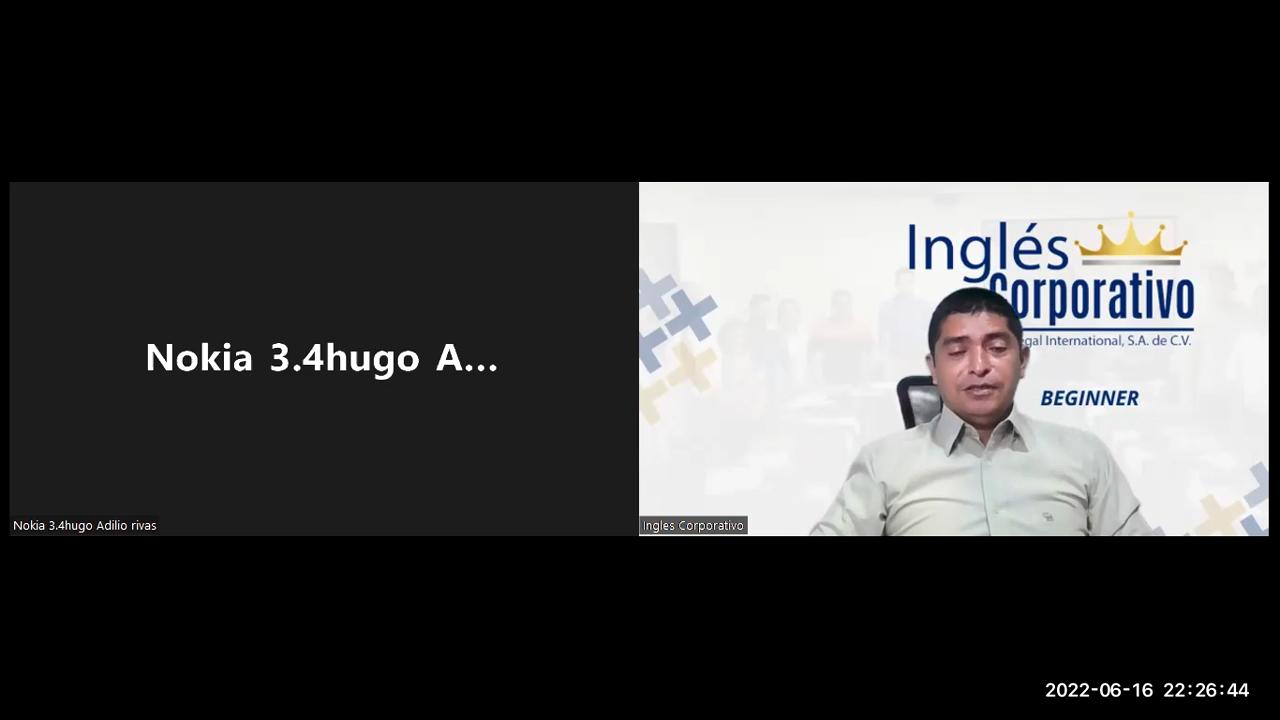 Nokia 3.4hugo A...
Nokia 3.4hugo Adilio rivas
Inglés
Corporativo
egal International, S.A. de C.V.
BEGINNER
Ingles Corporativo
2022-06-16 22:26:44